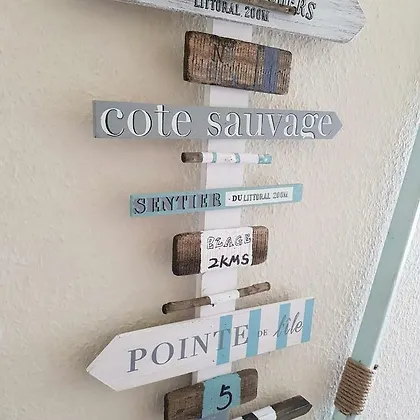 LITTORAL 200M
cote sauvage
SENTIER - DU LITTORAL 200M
PLAGE
2KMS
POINTE DE l'île
5